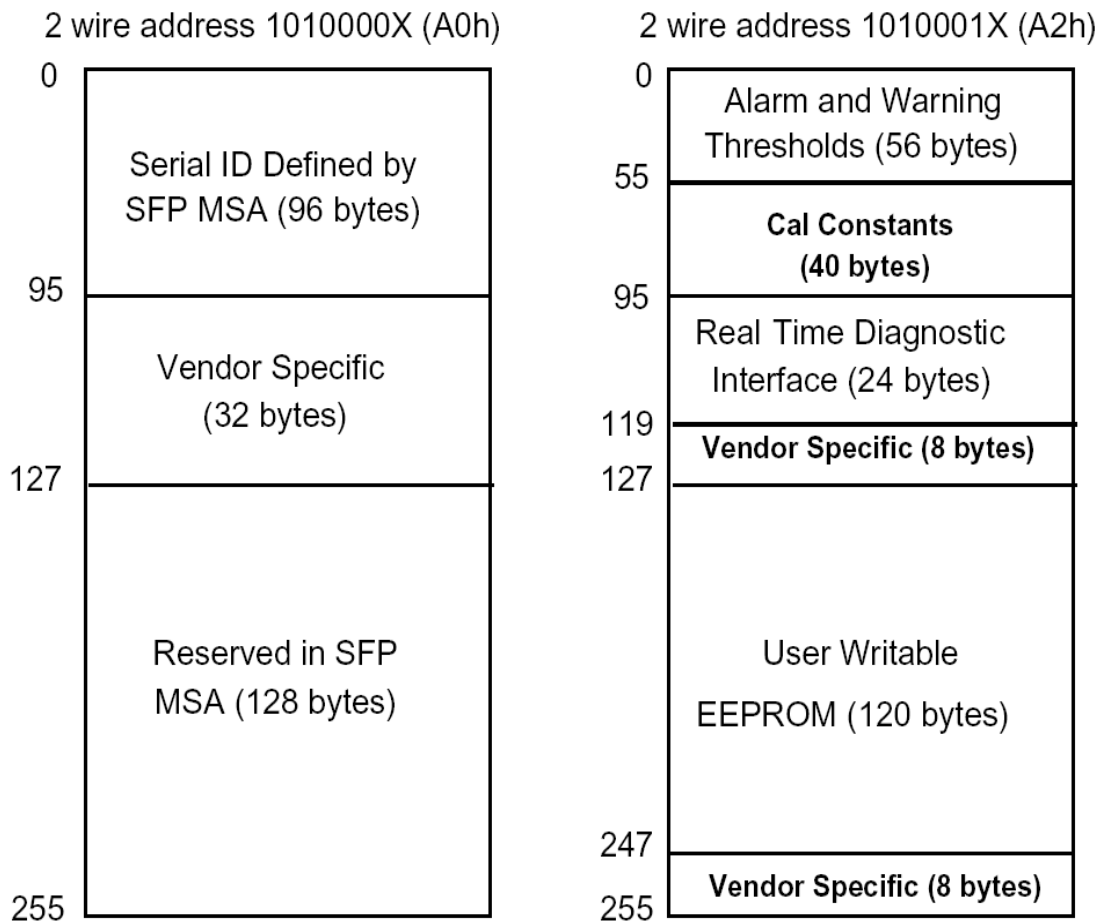 2 wire address 1010000X (A0h)
0
Serial ID Defined by
SFP MSA (96 bytes)
95
Vendor Specific
(32 bytes)
127
Reserved in SFP
MSA (128 bytes)
255
2 wire address 1010001X (A2h)
0
Alarm and Warning
Thresholds (56 bytes)
55
Cal Constants
(40 bytes)
95
Real Time Diagnostic
Interface (24 bytes)
119
Vendor Specific (8 bytes)
127
User Writable
EEPROM (120 bytes)
247
Vendor Specific (8 bytes)
255